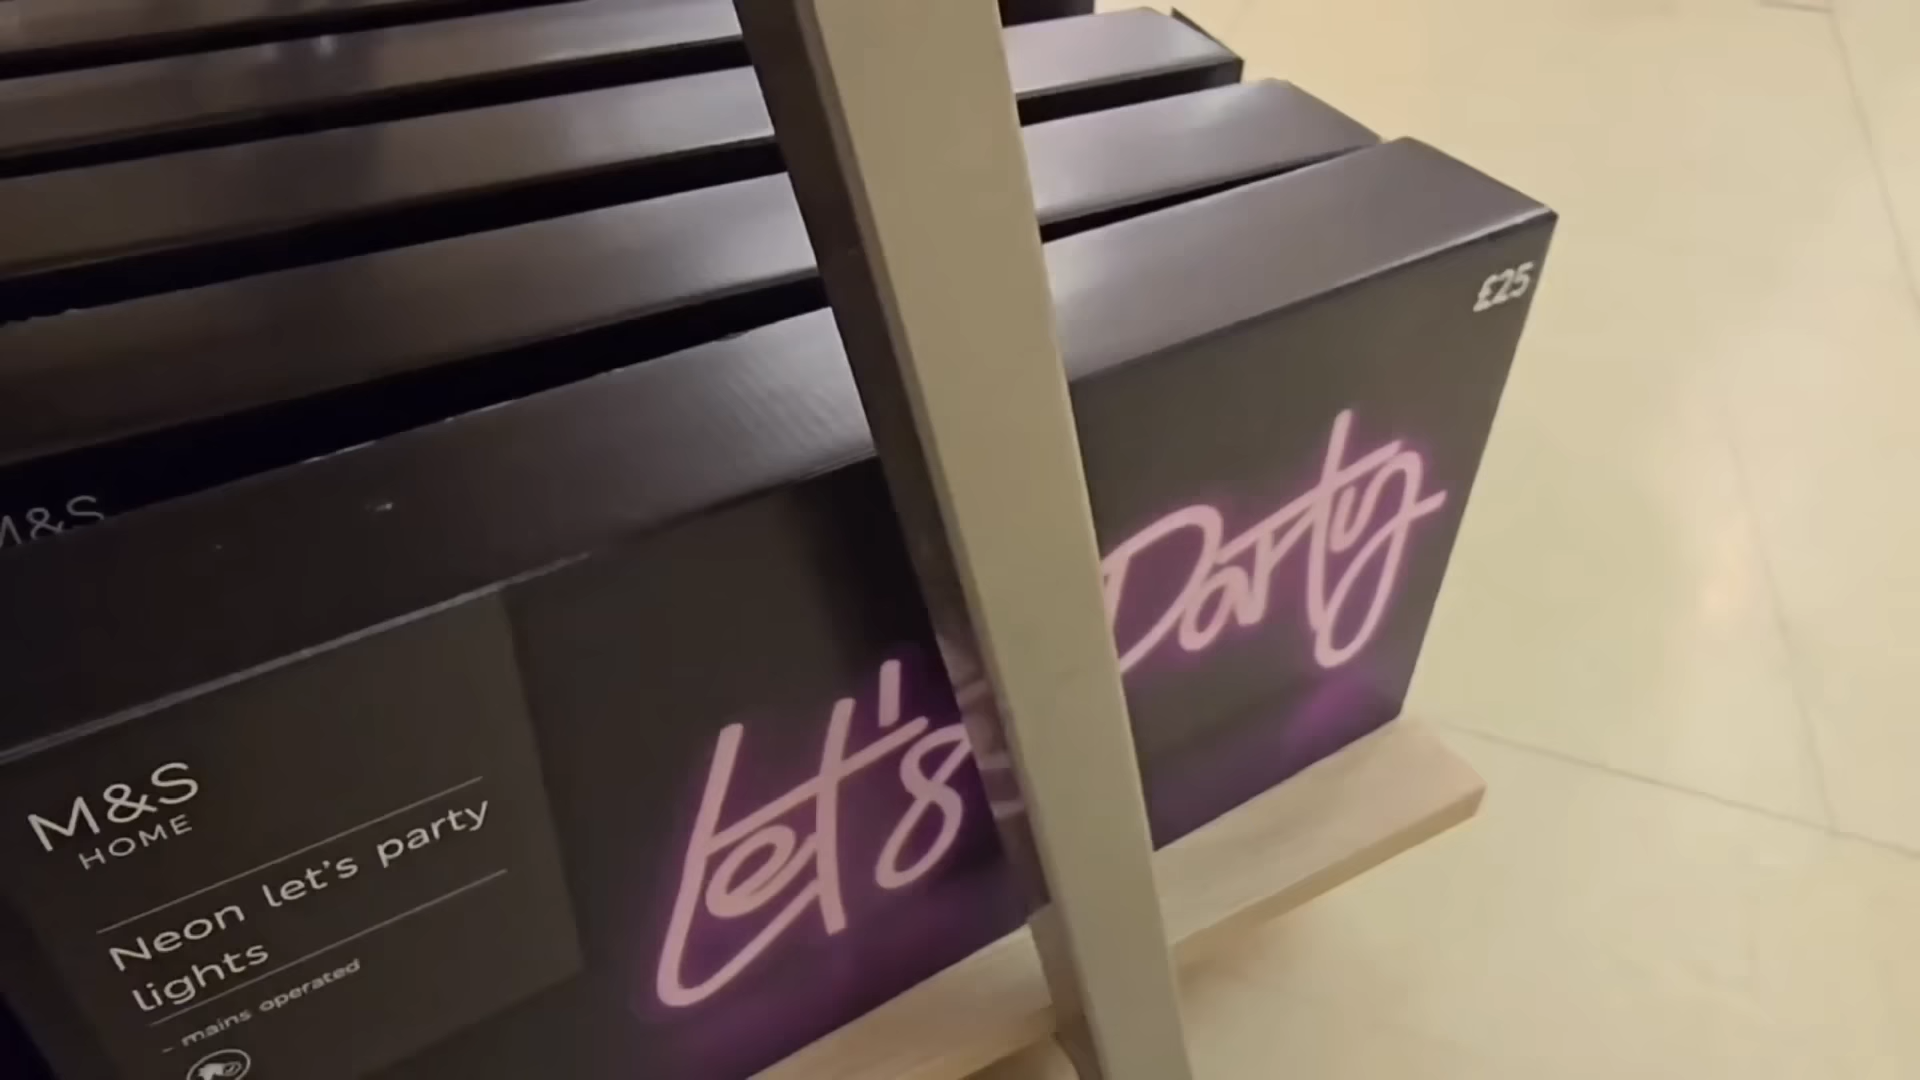 £25
M&S
M&S
HOME
Neon let's party
lights
- mains operated
Let's Party